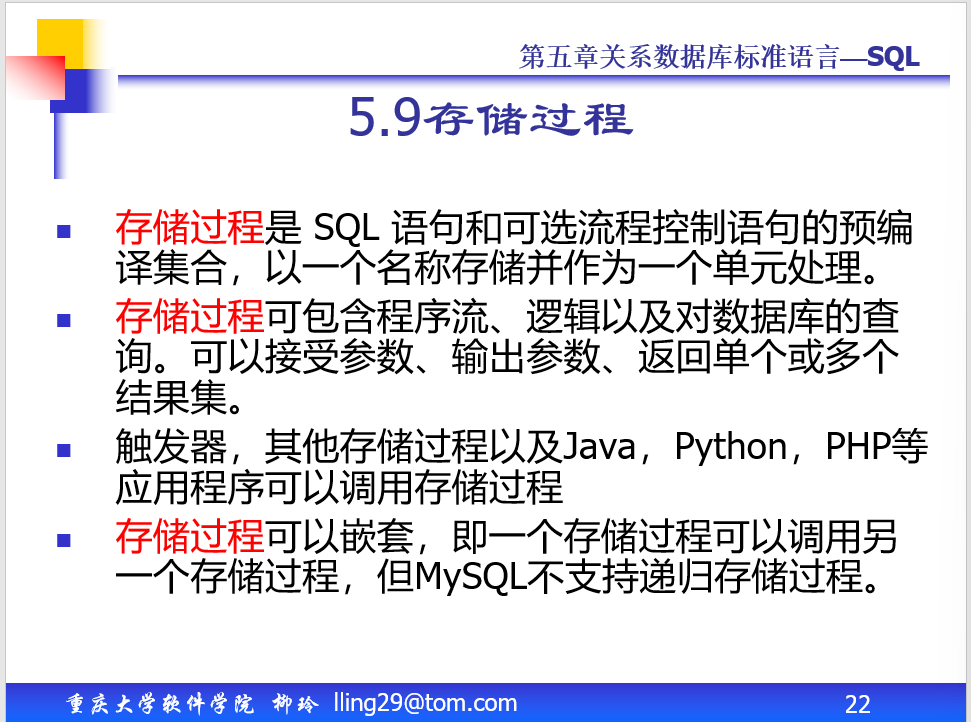 第五章关系数据库标准语言—SQL
5.9存储过程
存储过程是 SQL 语句和可选流程控制语句的预编
译集合，以一个名称存储并作为一个单元处理。
存储过程可包含程序流、逻辑以及对数据库的查
询。可以接受参数、输出参数、返回单个或多个
结果集。
触发器，其他存储过程以及Java，Python，PHP等
应用程序可以调用存储过程
存储过程可以嵌套，即一个存储过程可以调用另
一个存储过程，但MySQL不支持递归存储过程。
重庆大学软件学院 柳玲 lling29@tom.com
22